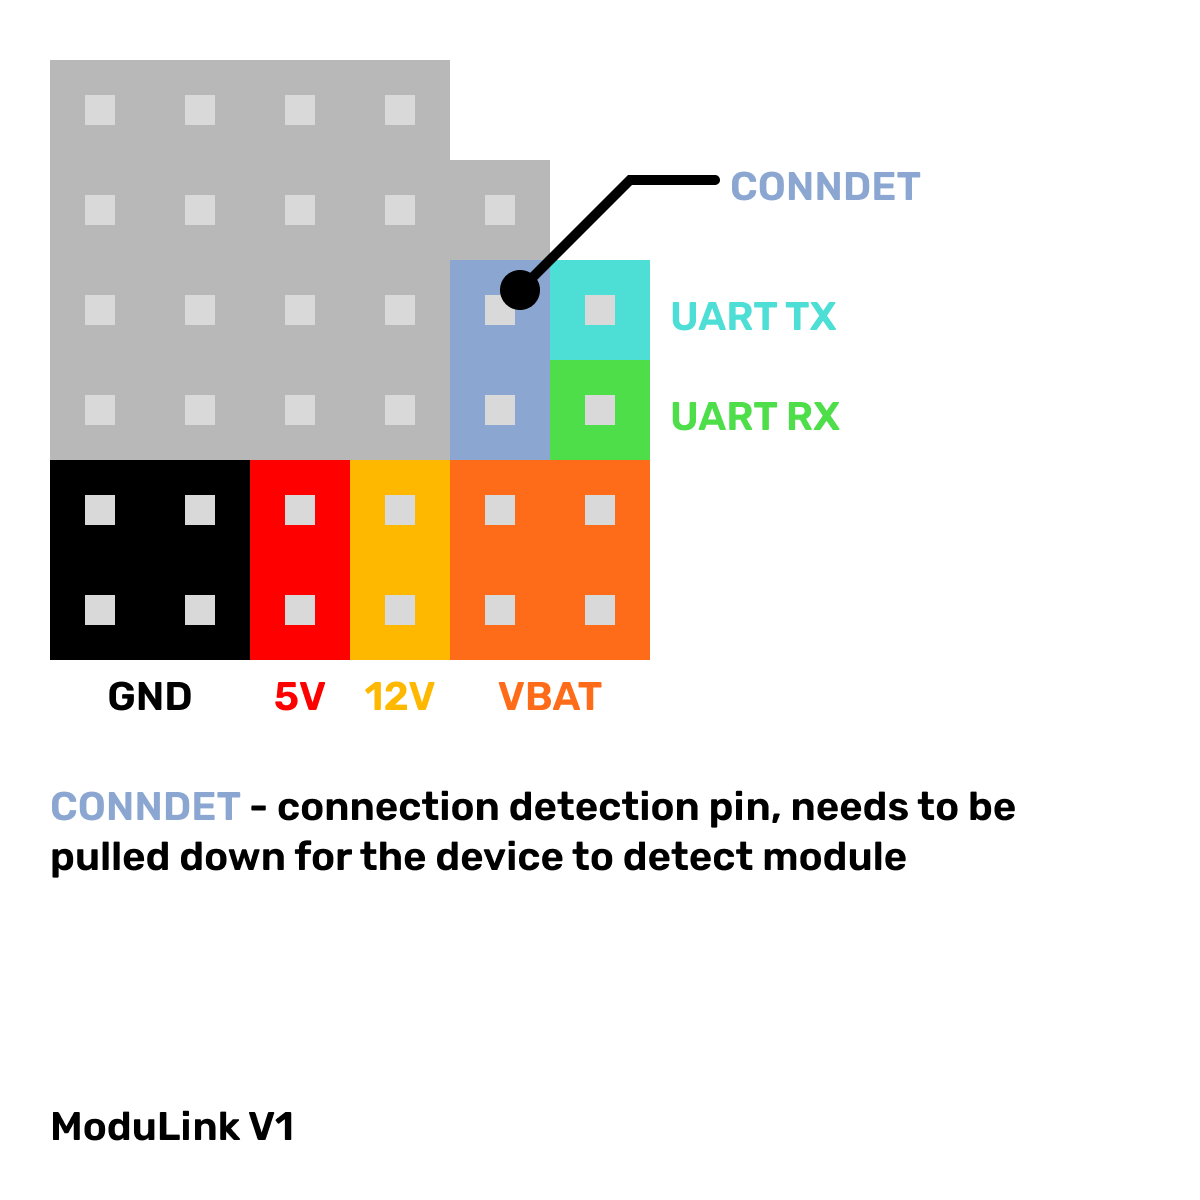 CONNDET
UART TX
UART RX
GND 5V 12V VBAT
CONNDET - connection detection pin, needs to be
pulled down for the device to detect module
ModuLink V1